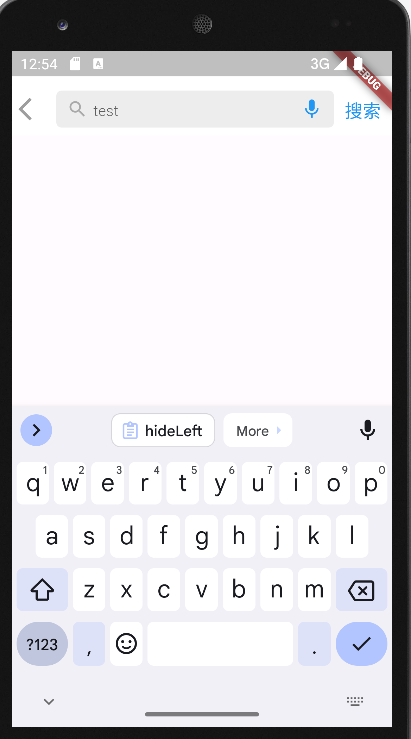 12:54 A 3G
DEBUG
test 搜索
hideLeft More
q1 w2 e3 r4 t5 y6 u7 i8 o9 p0
a s d f g h j k l
z x c v b n m
?123 , .